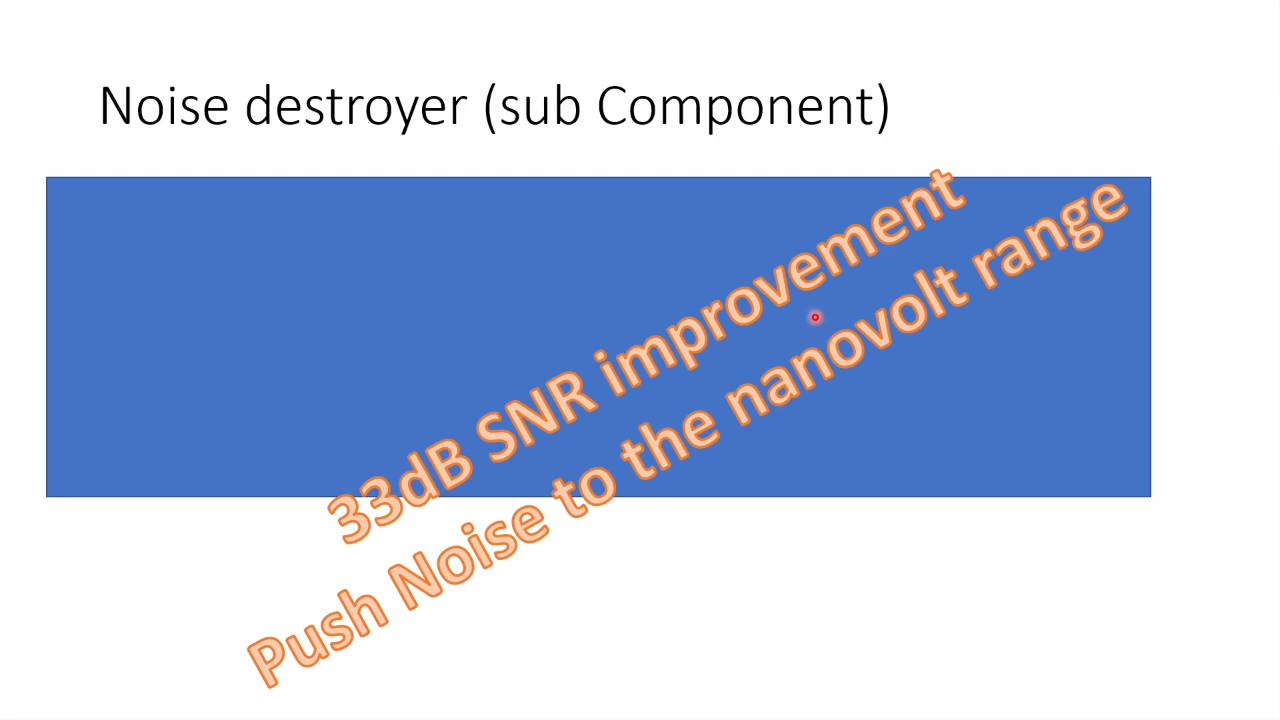 Noise destroyer (sub Component)
33dB SNR improvement
Push Noise to the nanovolt range